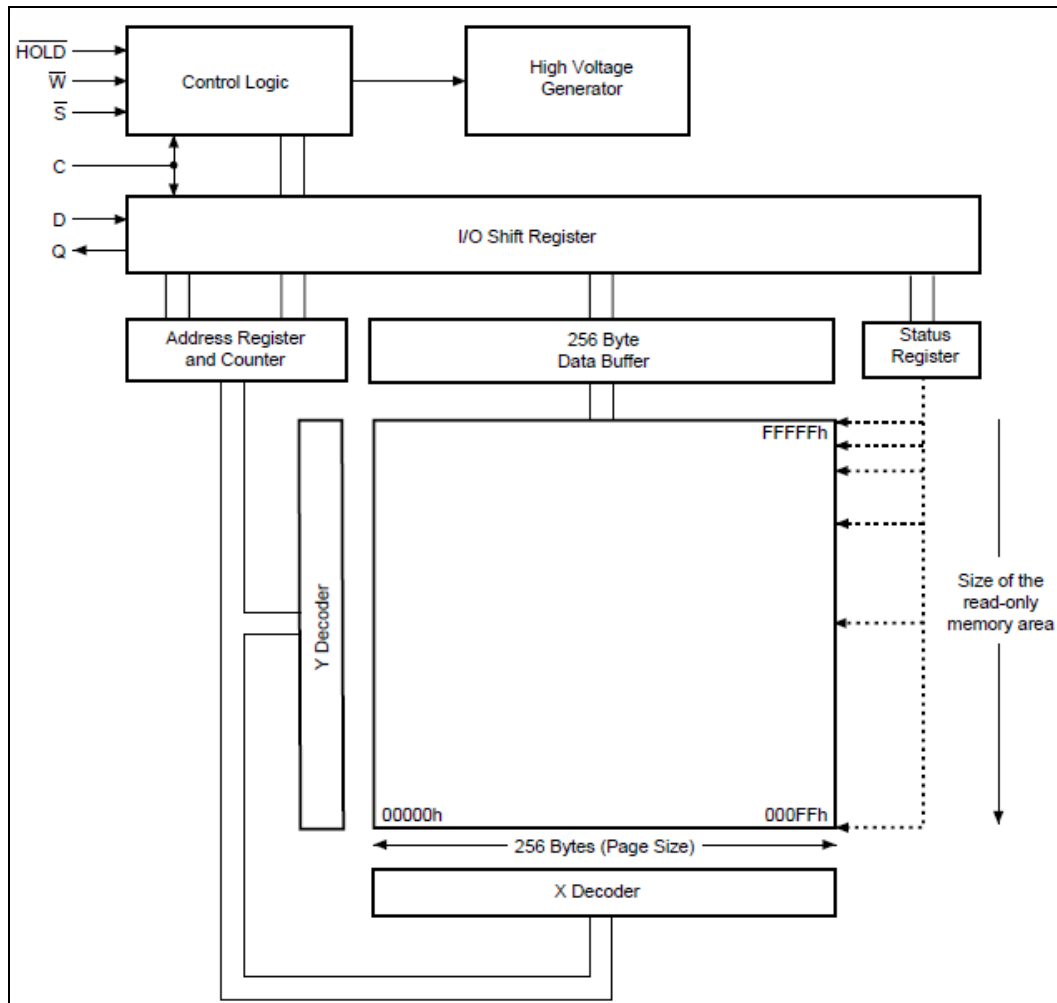 H̅O̅L̅D̅
W̅
S̅
C
D
Q
Control Logic
High Voltage
Generator
I/O Shift Register
Address Register
and Counter
256 Byte
Data Buffer
Status
Register
FFFFFh
Y Decoder
Size of the
read-only
memory area
00000h
000FFh
256 Bytes (Page Size)
X Decoder